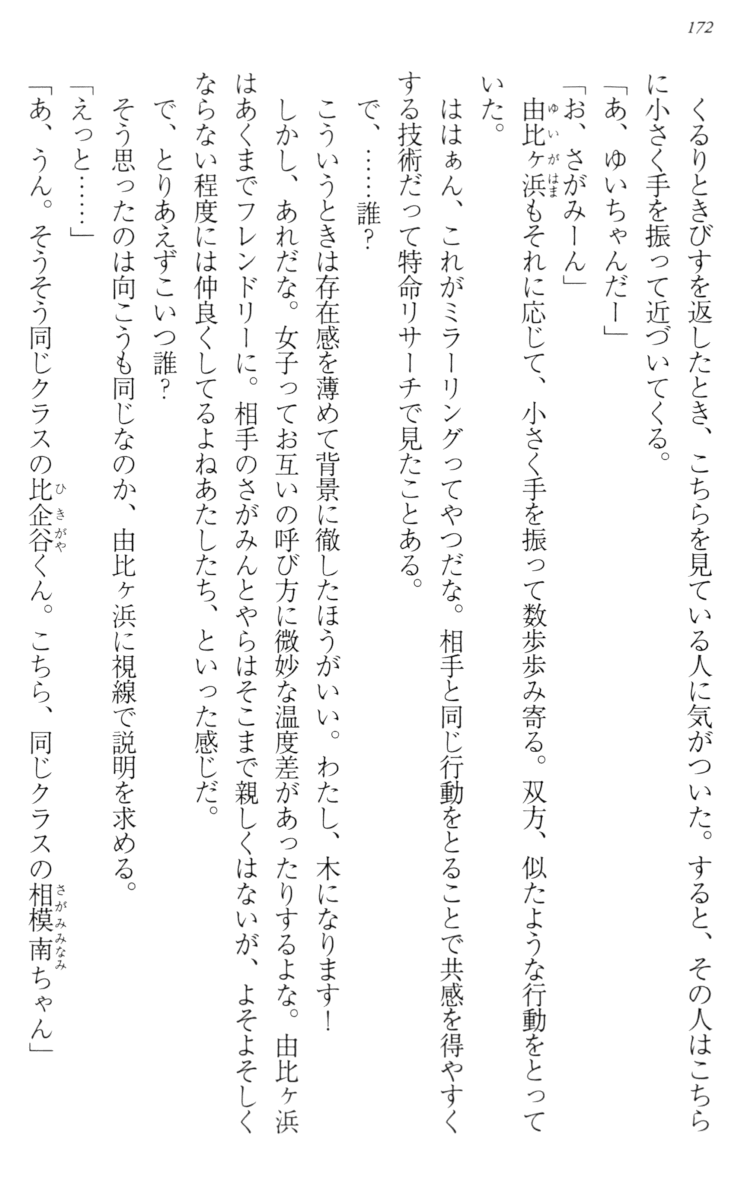 172
　くるりときびすを返したとき、こちらを見ている人に気がついた。すると、その人はこちら
に小さく手を振って近づいてくる。
「あ、ゆいちゃんだー」
「お、さがみーん」
　由比ヶ浜もそれに応じて、小さく手を振って数歩歩み寄る。双方、似たような行動をとって
いた。
　ははぁん、これがミラーリングってやつだな。相手と同じ行動をとることで共感を得やすく
する技術だって特命リサーチで見たことある。
　で、……誰？
　こういうときは存在感を薄めて背景に徹したほうがいい。わたし、木になります！
　しかし、あれだな。女子ってお互いの呼び方に微妙な温度差があったりするよな。由比ヶ浜
はあくまでフレンドリーに。相手のさがみんとやらはそこまで親しくはないが、よそよそしく
ならない程度には仲良くしてるよねあたしたち、といった感じだ。
　で、とりあえずこいつ誰？
　そう思ったのは向こうも同じなのか、由比ヶ浜に視線で説明を求める。
「えっと……」
「あ、うん。そうそう同じクラスの比企谷くん。こちら、同じクラスの相模南ちゃん」